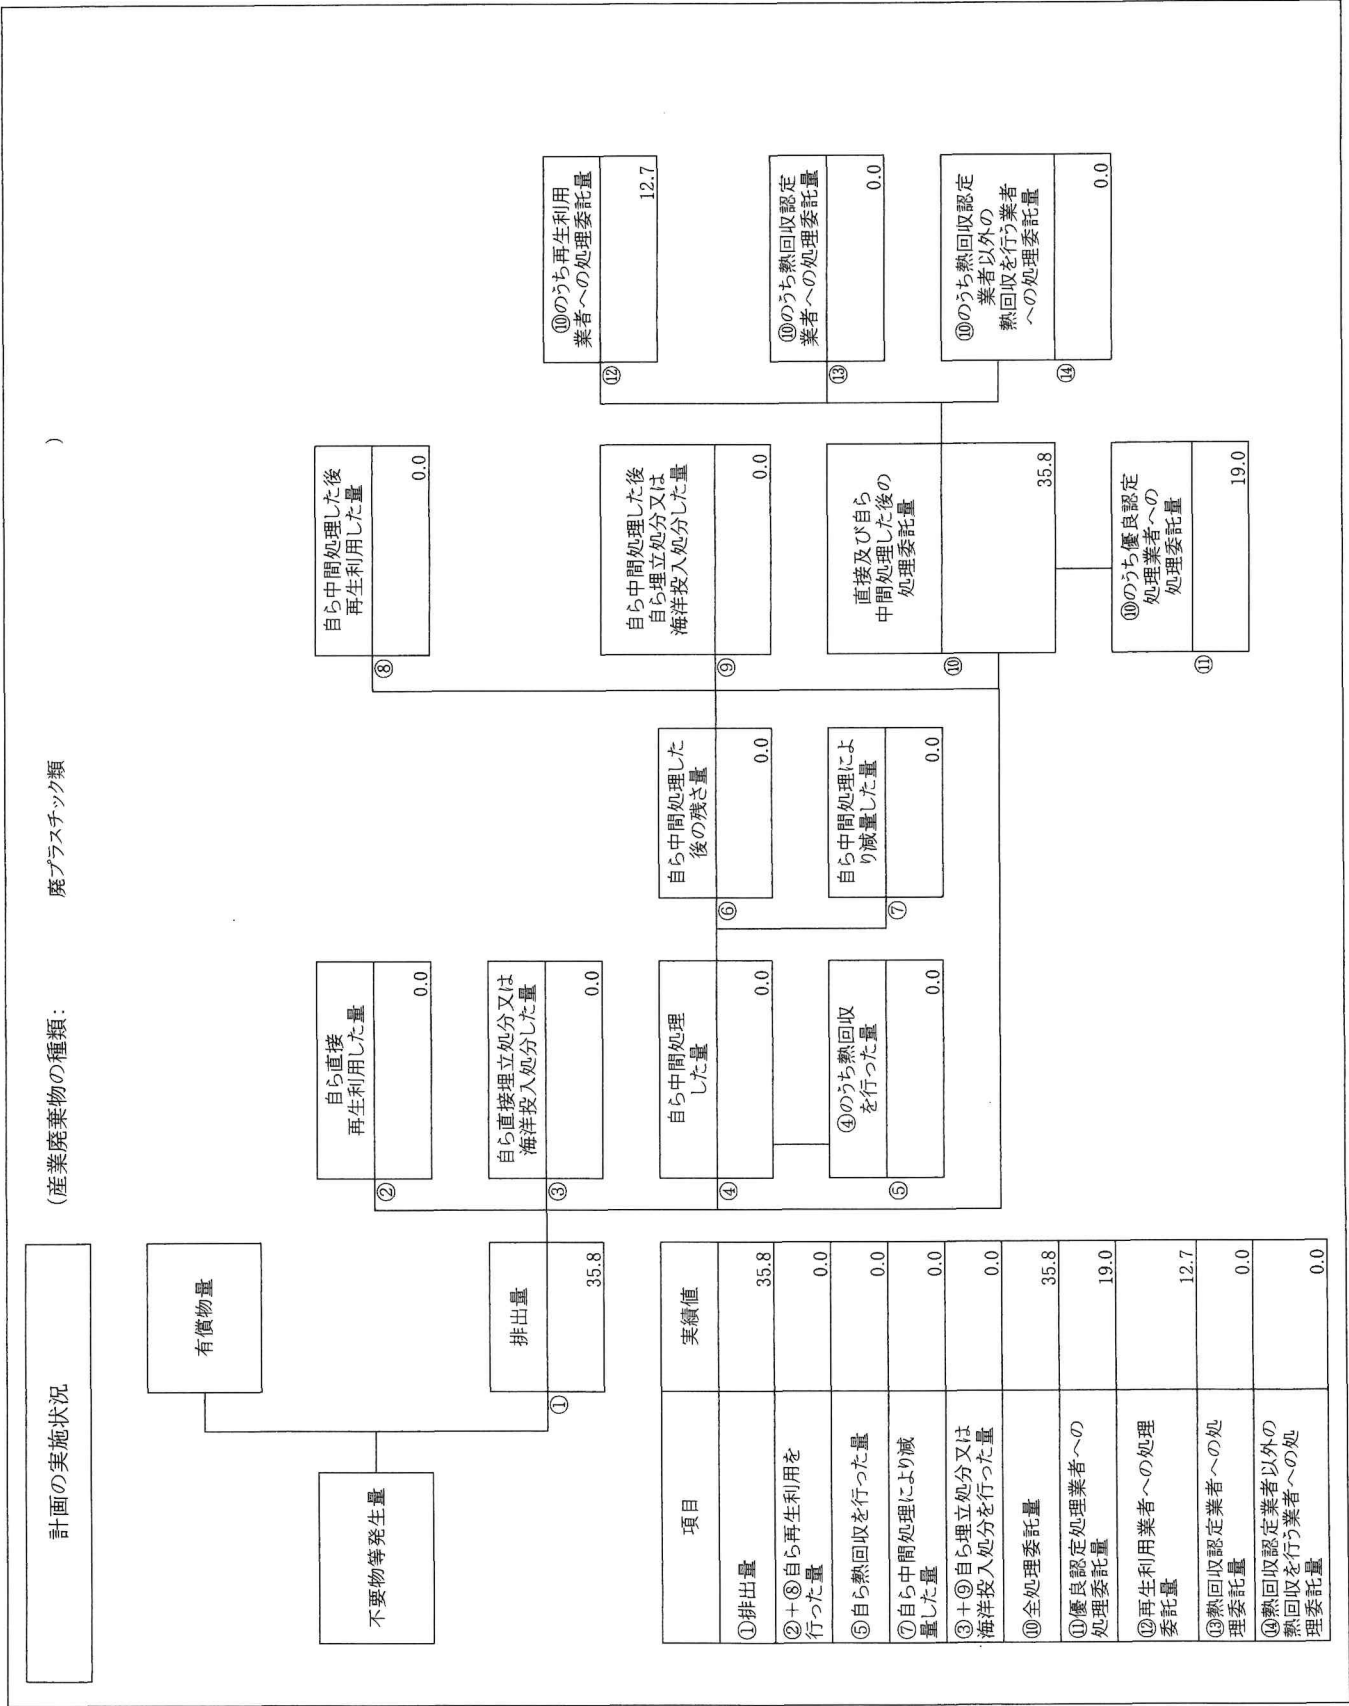 計画の実施状況
(産業廃棄物の種類:
廃プラスチック類
)
不要物等発生量
有償物量
①
排出量
35.8
②
自ら直接
再生利用した量
0.0
③
自ら直接埋立処分又は
海洋投入処分した量
0.0
④
自ら中間処理
した量
0.0
⑤
④のうち熱回収
を行った量
0.0
⑥
自ら中間処理した
後の残さ量
0.0
⑦
自ら中間処理によ
り減量した量
0.0
⑧
自ら中間処理した後
再生利用した量
0.0
⑨
自ら中間処理した後
自ら埋立処分又は
海洋投入処分した量
0.0
⑩
直接及び自ら
中間処理した後の
処理委託量
35.8
⑪
⑩のうち優良認定
処理業者への
処理委託量
19.0
⑫
⑩のうち再生利用
業者への処理委託量
12.7
⑬
⑩のうち熱回収認定
業者への処理委託量
0.0
⑭
⑩のうち熱回収認定
業者以外の
熱回収を行う業者
への処理委託量
0.0
項目
実績値
①排出量
35.8
②+⑧自ら再生利用を
行った量
0.0
⑤自ら熱回収を行った量
0.0
⑦自ら中間処理により減
量した量
0.0
③+⑨自ら埋立処分又は
海洋投入処分を行った量
0.0
⑩全処理委託量
35.8
⑪優良認定処理業者への
処理委託量
19.0
⑫再生利用業者への処理
委託量
12.7
⑬熱回収認定業者への処
理委託量
0.0
⑭熱回収認定業者以外の
熱回収を行う業者への処
理委託量
0.0